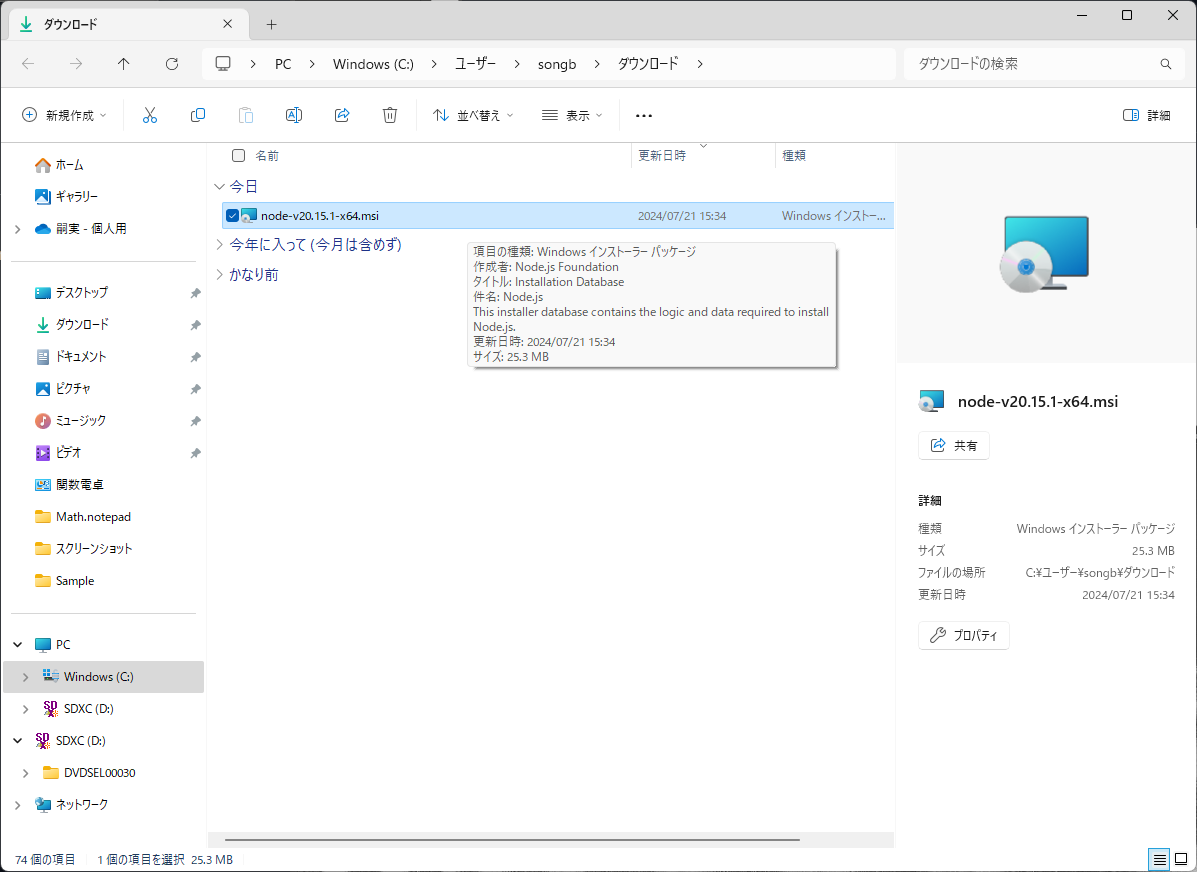 ダウンロード
PC
Windows (C:)
ユーザー
songb
ダウンロード
ダウンロードの検索
新規作成
並べ替え
表示
詳細
ホーム
ギャラリー
嗣実 - 個人用
デスクトップ
ダウンロード
ドキュメント
ピクチャ
ミュージック
ビデオ
関数電卓
Math.notepad
スクリーンショット
Sample
PC
Windows (C:)
SDXC (D:)
SDXC (D:)
DVDSEL00030
ネットワーク
名前
更新日時
種類
今日
node-v20.15.1-x64.msi
2024/07/21 15:34
Windows インストー...
今年に入って (今月は含めず)
かなり前
項目の種類: Windows インストーラー パッケージ
作成者: Node.js Foundation
タイトル: Installation Database
件名: Node.js
This installer database contains the logic and data required to install
Node.js.
更新日時: 2024/07/21 15:34
サイズ: 25.3 MB
node-v20.15.1-x64.msi
共有
詳細
種類
Windows インストーラー パッケージ
サイズ
25.3 MB
ファイルの場所
C:¥ユーザー¥songb¥ダウンロード
更新日時
2024/07/21 15:34
プロパティ
74 個の項目
1 個の項目を選択 25.3 MB